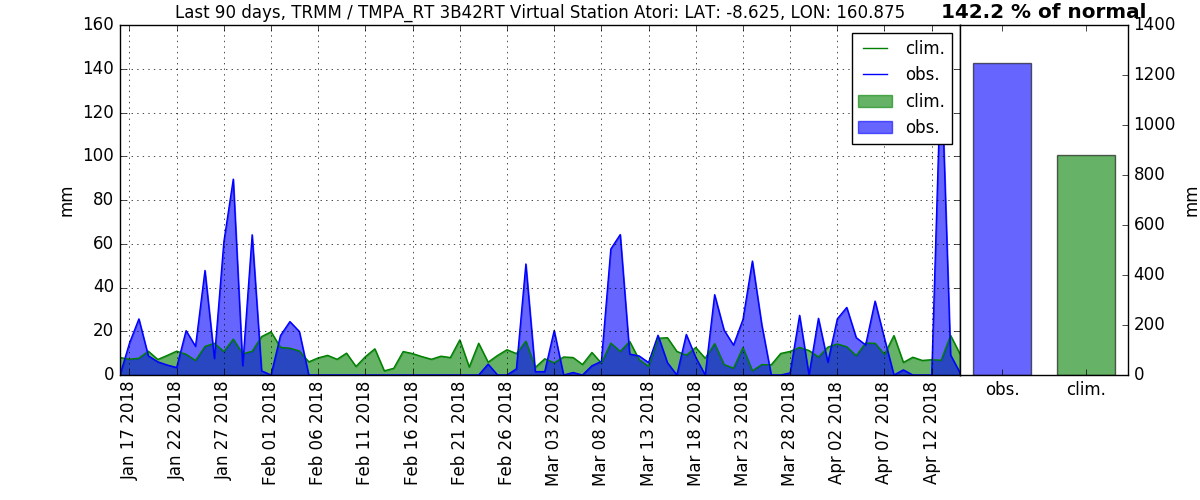 Last 90 days, TRMM / TMPA_RT 3B42RT Virtual Station Atori: LAT: -8.625, LON: 160.875
142.2 % of normal
160
140
120
100
80
60
40
20
0
mm
clim.
obs.
clim.
obs.
1400
1200
1000
800
600
400
200
0
mm
Jan 17 2018
Jan 22 2018
Jan 27 2018
Feb 01 2018
Feb 06 2018
Feb 11 2018
Feb 16 2018
Feb 21 2018
Feb 26 2018
Mar 03 2018
Mar 08 2018
Mar 13 2018
Mar 18 2018
Mar 23 2018
Mar 28 2018
Apr 02 2018
Apr 07 2018
Apr 12 2018
obs.
clim.